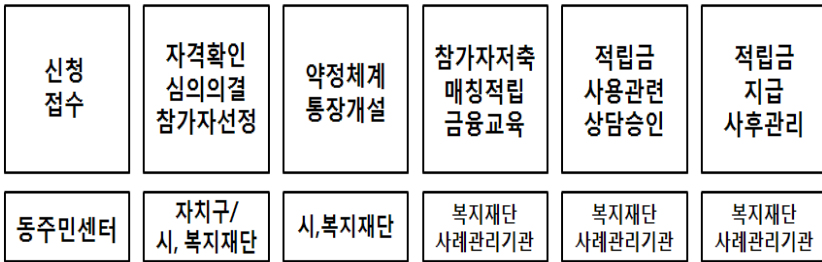 신청
접수
자격확인
심의의결
참가자선정
약정체계
통장개설
참가자저축
매칭적립
금융교육
적립금
사용관련
상담승인
적립금
지급
사후관리
동주민센터
자치구/
시, 복지재단
시,복지재단
복지재단
사례관리기관
복지재단
사례관리기관
복지재단
사례관리기관